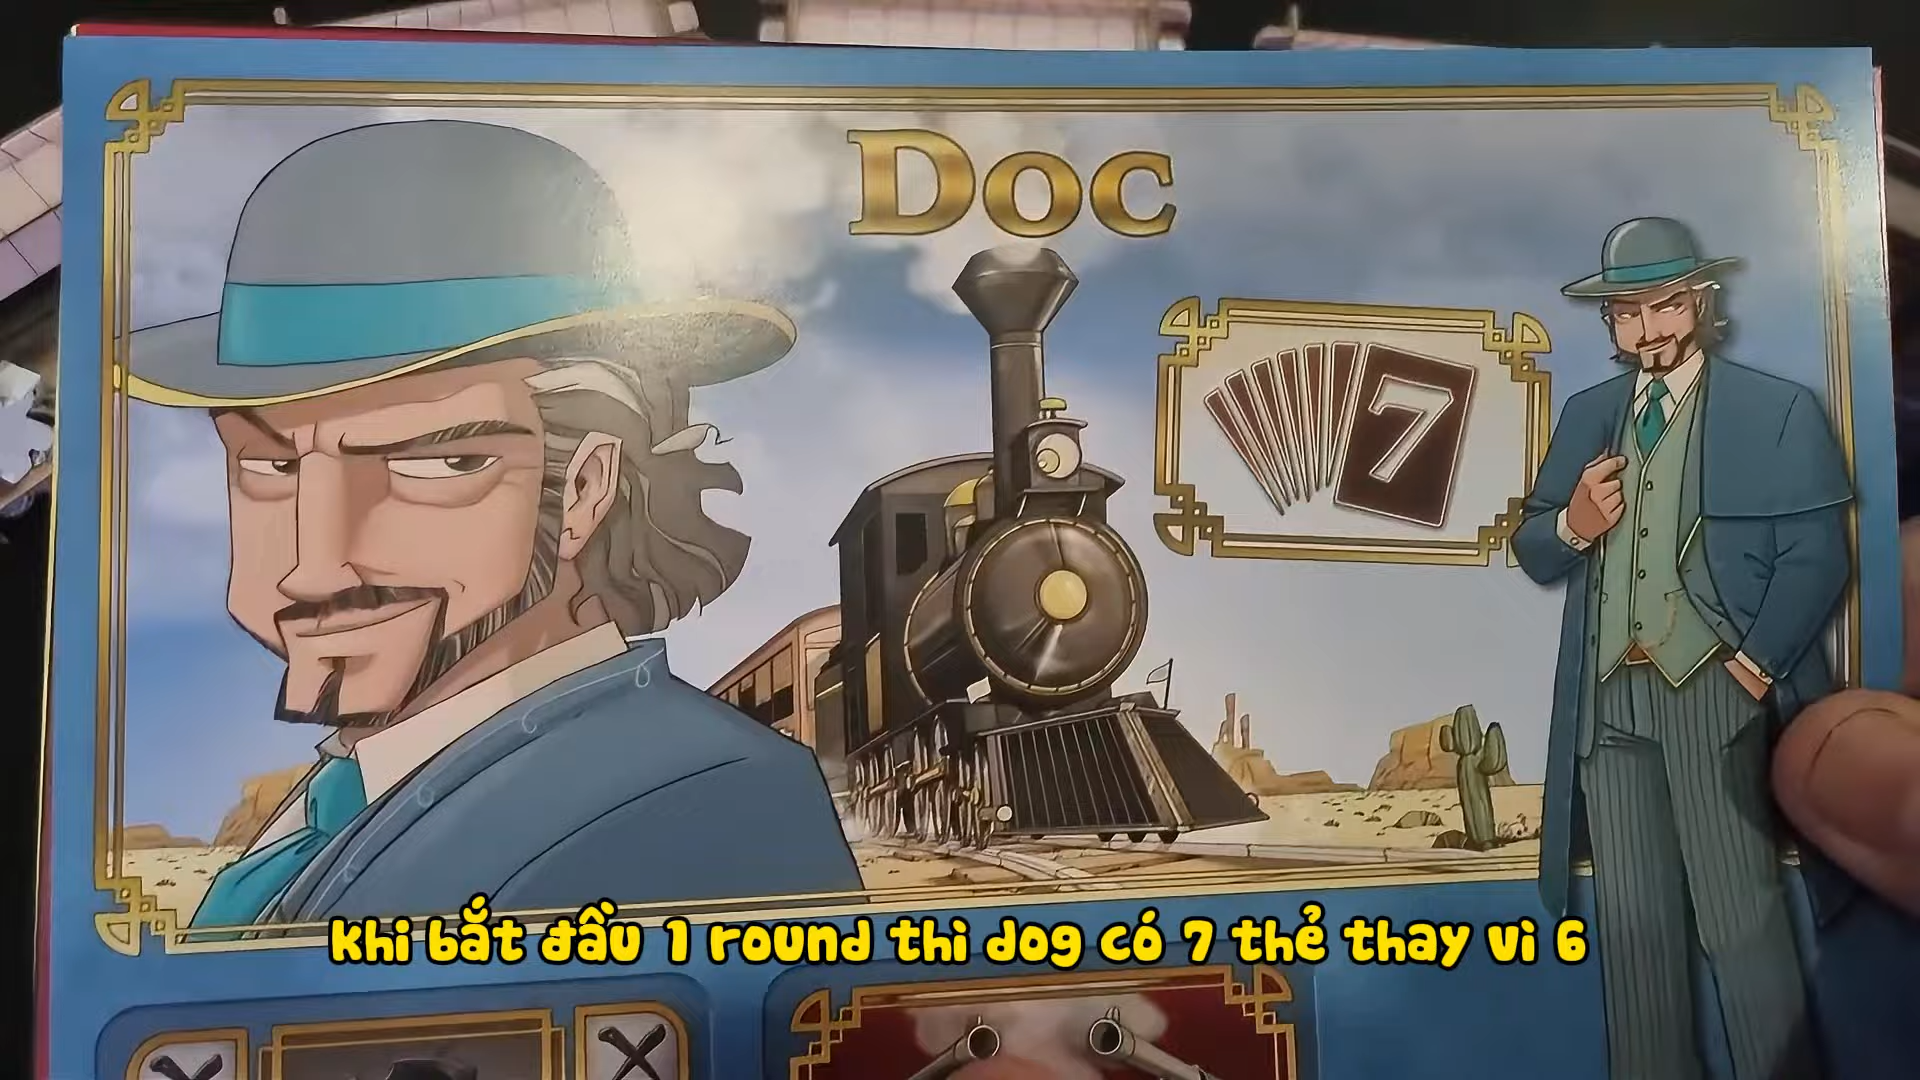 Doc
7
khi bắt đầu 1 round thì dog có 7 thẻ thay vì 6